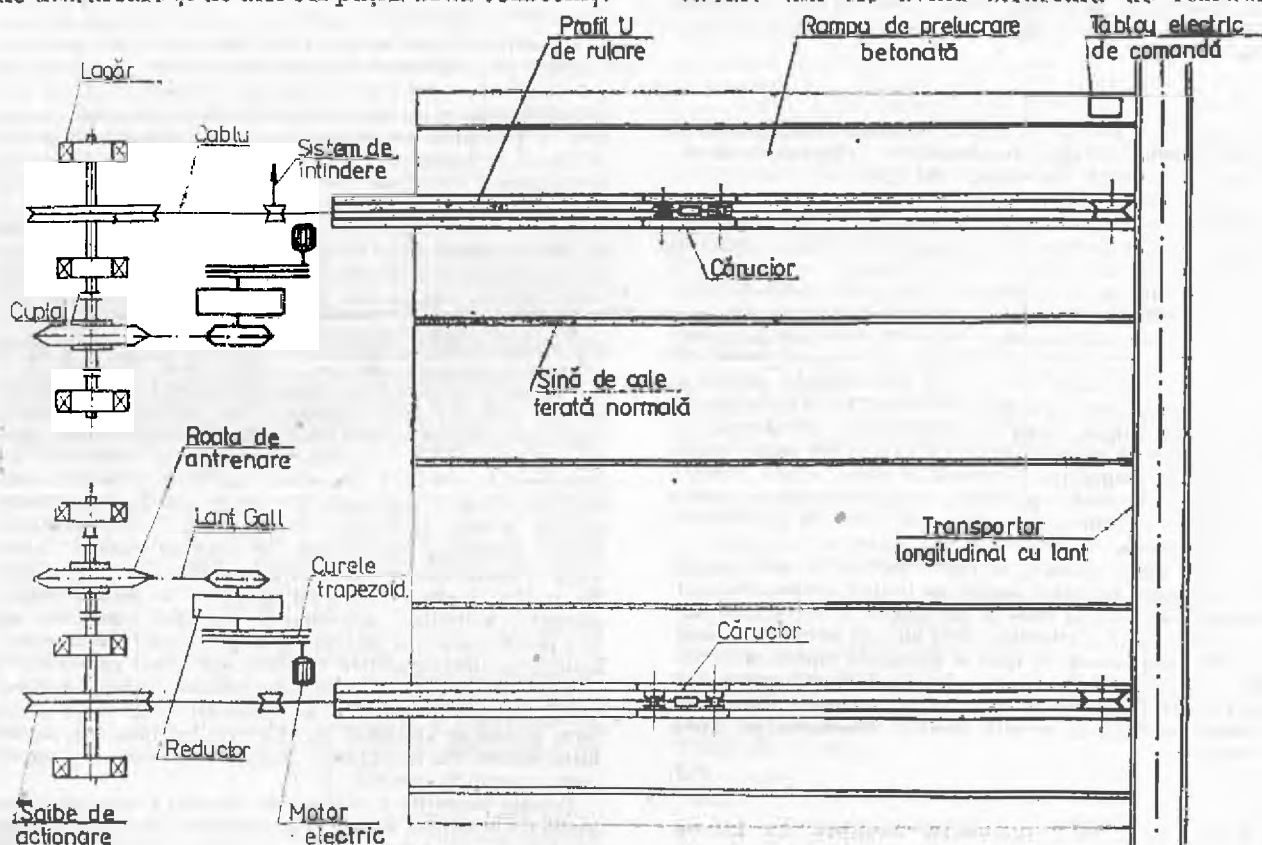 Profil U
de rulare
Rampa de prelucrare
betonată
Tablou electric
de comandă
Lagăr
Cablu
Sistem de
întindere
Cărucior
Cuplaj
Șină de cale
ferată normală
Roata de
antrenare
Lanț Gall
Curele
trapezoid.
Transportor
longitudinal cu lant
Cărucior
Reductor
Șaibe de
acționare
Motor
electric